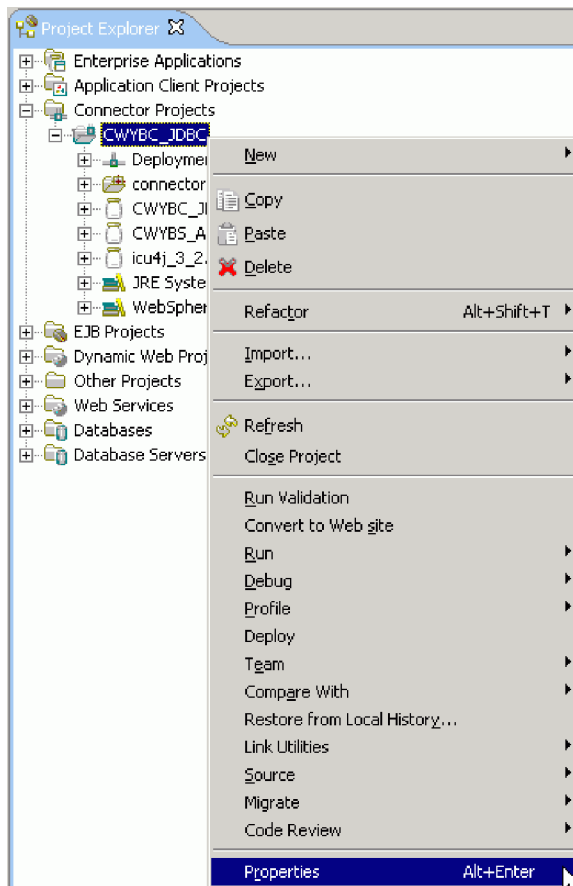 Project Explorer
Enterprise Applications
Application Client Projects
Connector Projects
CWYBC_JDBC
Deployme
connector
CWYBC_JI
CWYBS_A
icu4j_3_2.
JRE Syste
WebSpher
EJB Projects
Dynamic Web Proj
Other Projects
Web Services
Databases
Database Servers
New
Copy
Paste
Delete
Refactor Alt+Shift+T
Import...
Export...
Refresh
Close Project
Run Validation
Convert to Web site
Run
Debug
Profile
Deploy
Team
Compare With
Restore from Local History...
Link Utilities
Source
Migrate
Code Review
Properties Alt+Enter